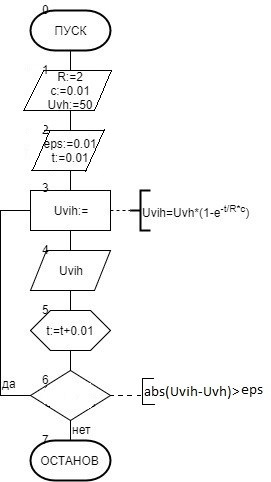 0
ПУСК
1
R:=2
c:=0.01
Uvh:=50
2
eps:=0.01
t:=0.01
3
Uvih:=
Uvih=Uvh*(1-e^-t/R*c)
4
Uvih
5
t:=t+0.01
6
да
abs(Uvih-Uvh)>eps
нет
7
ОСТАНОВ